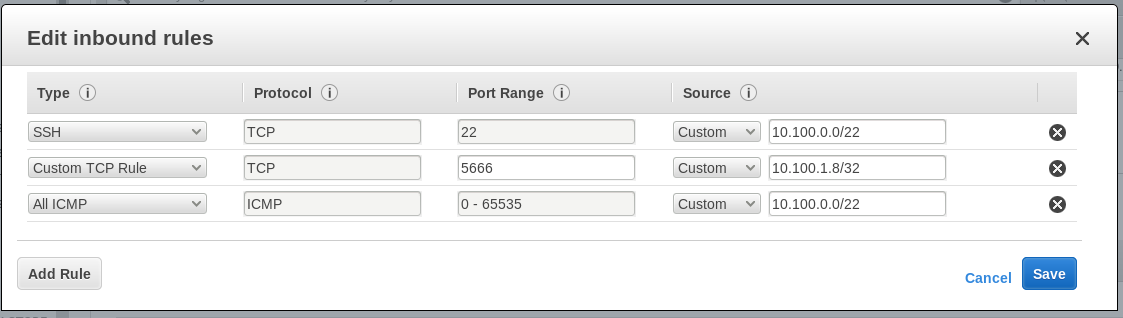 Edit inbound rules
Type Protocol Port Range Source
SSH TCP 22 Custom 10.100.0.0/22
Custom TCP Rule TCP 5666 Custom 10.100.1.8/32
All ICMP ICMP 0 - 65535 Custom 10.100.0.0/22
Add Rule Cancel Save